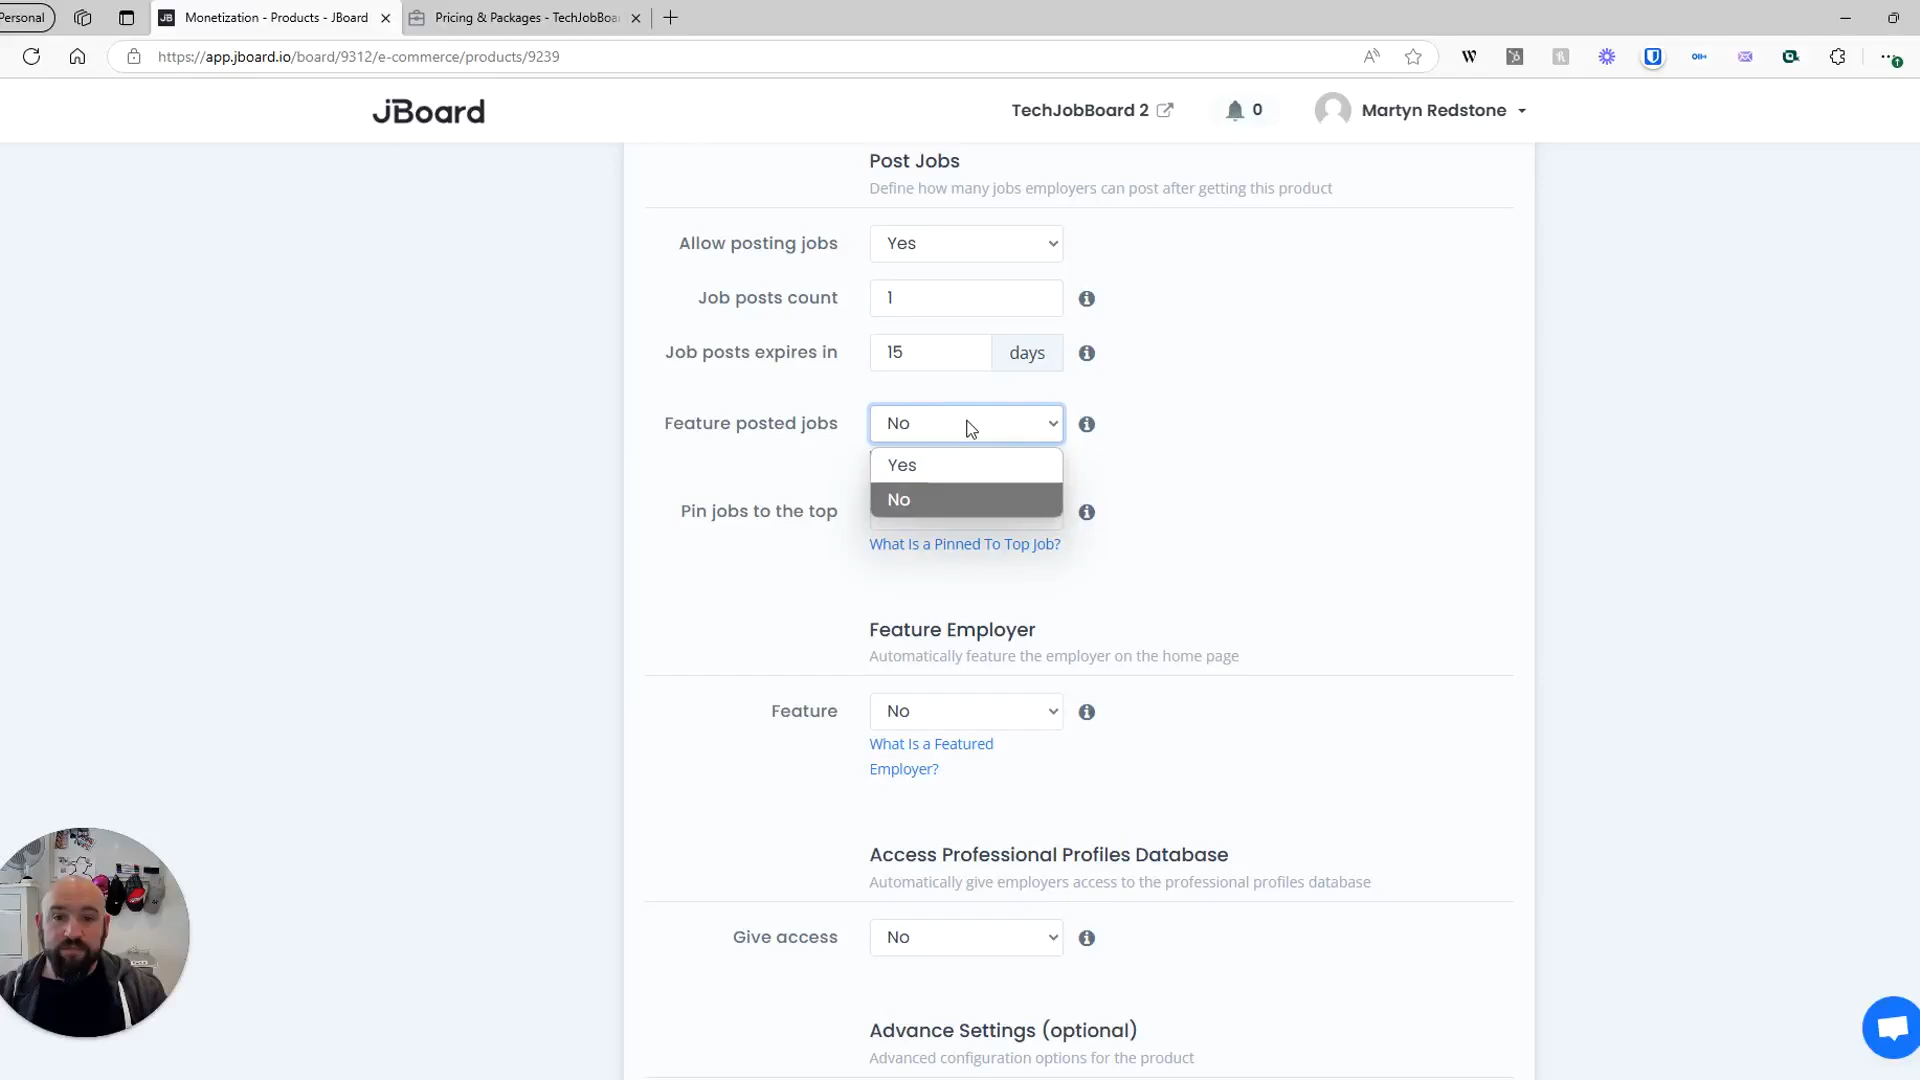 Personal
JB
Monetization - Products - JBoard
Pricing & Packages - TechJobBoa
https://app.jboard.io/board/9312/e-commerce/products/9239
JBoard
TechJobBoard 2
0
Martyn Redstone
Post Jobs
Define how many jobs employers can post after getting this product
Allow posting jobs
Yes
Job posts count
1
Job posts expires in
15
days
Feature posted jobs
No
Yes
No
Pin jobs to the top
What Is a Pinned To Top Job?
Feature Employer
Automatically feature the employer on the home page
Feature
No
What Is a Featured
Employer?
Access Professional Profiles Database
Automatically give employers access to the professional profiles database
Give access
No
Advance Settings (optional)
Advanced configuration options for the product